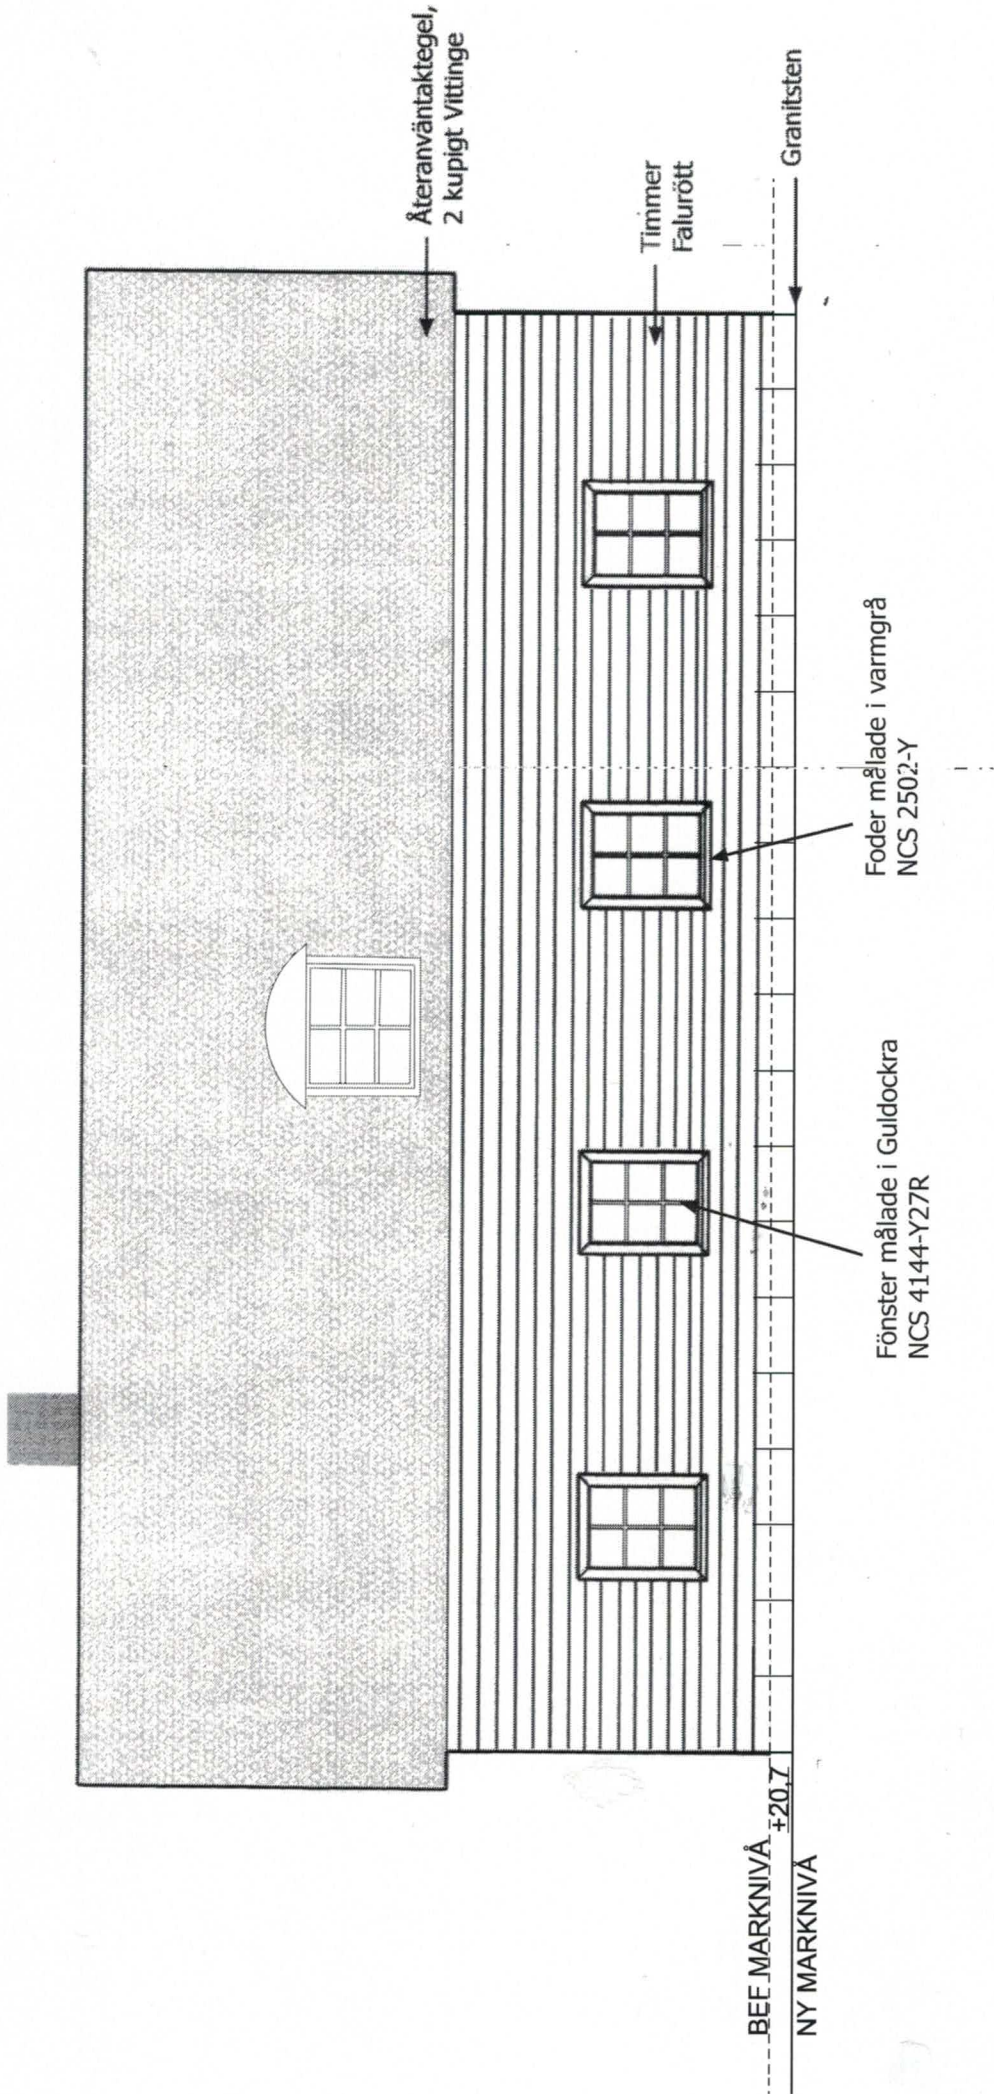 Återanväntaktegel,
2 kupigt Vittinge
Timmer
Falurött
Granitsten
Foder målade i varmgrå
NCS 2502-Y
Fönster målade i Guldockra
NCS 4144-Y27R
+20,7
BEF MARKNIVÅ
NY MARKNIVÅ